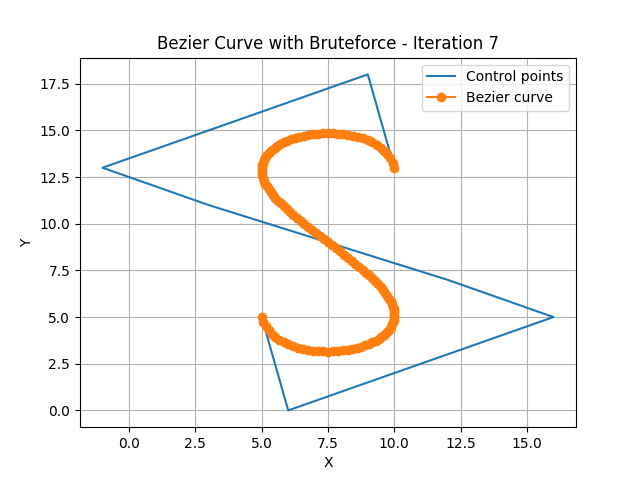 Bezier Curve with Bruteforce - Iteration 7
Control points
Bezier curve
17.5
15.0
12.5
10.0
7.5
5.0
2.5
0.0
Y
0.0 2.5 5.0 7.5 10.0 12.5 15.0
X